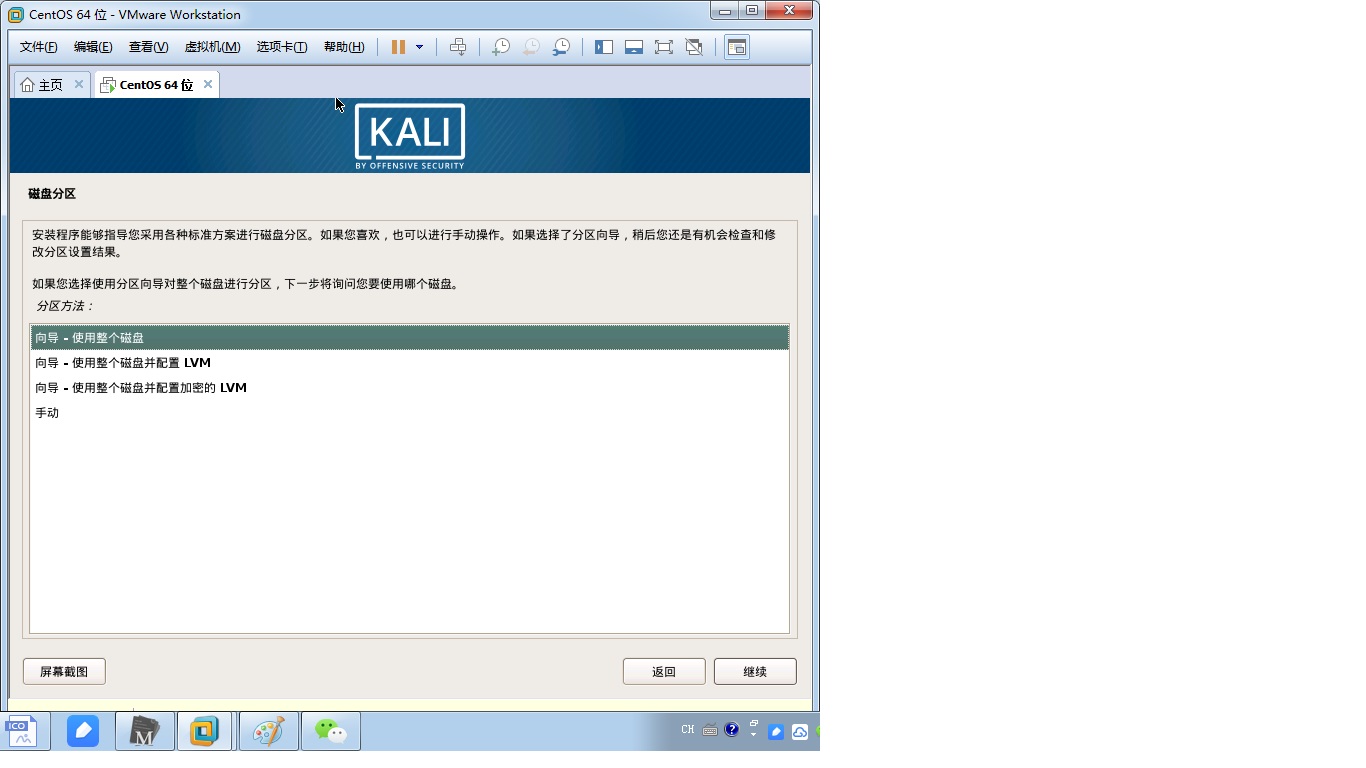 CentOS 64 位 - VMware Workstation
文件(F) 编辑(E) 查看(V) 虚拟机(M) 选项卡(T) 帮助(H)
主页 CentOS 64 位
KALI
BY OFFENSIVE SECURITY
磁盘分区
安装程序能够指导您采用各种标准方案进行磁盘分区。如果您喜欢，也可以进行手动操作。如果选择了分区向导，稍后您还是有机会检查和修
改分区设置结果。
如果您选择使用分区向导对整个磁盘进行分区，下一步将询问您要使用哪个磁盘。
分区方法：
向导 - 使用整个磁盘
向导 - 使用整个磁盘并配置 LVM
向导 - 使用整个磁盘并配置加密的 LVM
手动
屏幕截图 返回 继续
ICO M CH ?